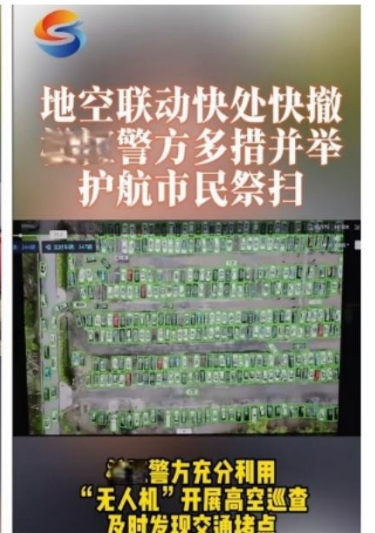 地空联动快处快撤
警方多措并举
护航市民祭扫
警方充分利用
“无人机”开展高空巡查
及时发现交通堵点